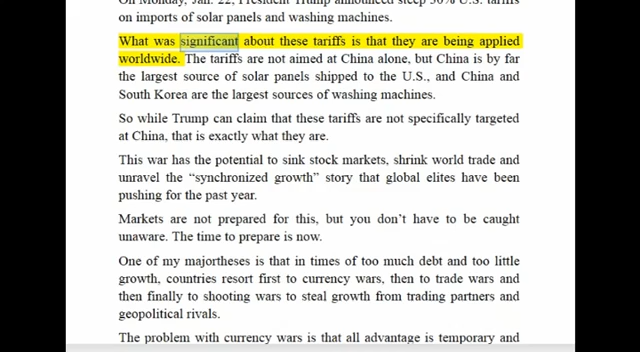 On Monday, Jan. 22, President Trump announced steep 30% U.S. tariffs
on imports of solar panels and washing machines.
What was significant about these tariffs is that they are being applied
worldwide. The tariffs are not aimed at China alone, but China is by far
the largest source of solar panels shipped to the U.S., and China and
South Korea are the largest sources of washing machines.
So while Trump can claim that these tariffs are not specifically targeted
at China, that is exactly what they are.
This war has the potential to sink stock markets, shrink world trade and
unravel the “synchronized growth” story that global elites have been
pushing for the past year.
Markets are not prepared for this, but you don’t have to be caught
unaware. The time to prepare is now.
One of my majortheses is that in times of too much debt and too little
growth, countries resort first to currency wars, then to trade wars and
then finally to shooting wars to steal growth from trading partners and
geopolitical rivals.
The problem with currency wars is that all advantage is temporary and